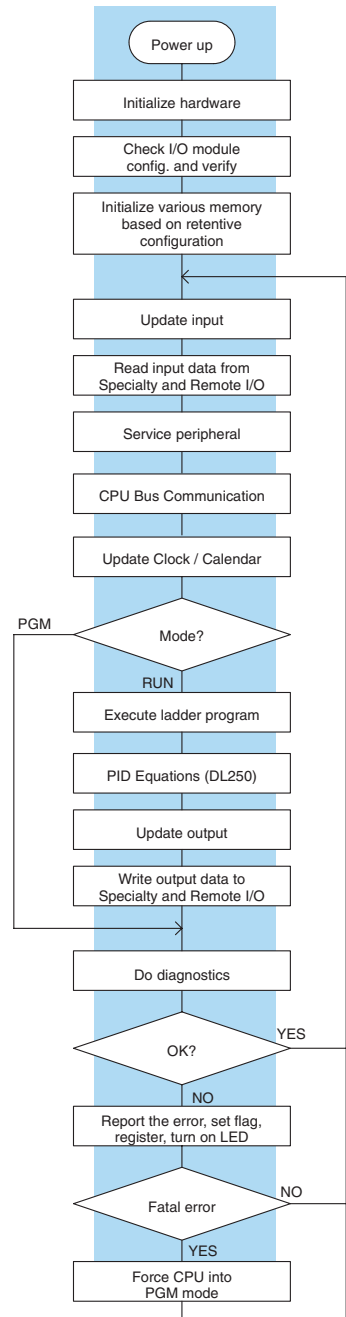 Power up
Initialize hardware
Check I/O module
config. and verify
Initialize various memory
based on retentive
configuration
Update input
Read input data from
Specialty and Remote I/O
Service peripheral
CPU Bus Communication
Update Clock / Calendar
PGM
Mode?
RUN
Execute ladder program
PID Equations (DL250)
Update output
Write output data to
Specialty and Remote I/O
Do diagnostics
OK?
YES
NO
Report the error, set flag,
register, turn on LED
Fatal error
NO
YES
Force CPU into
PGM mode